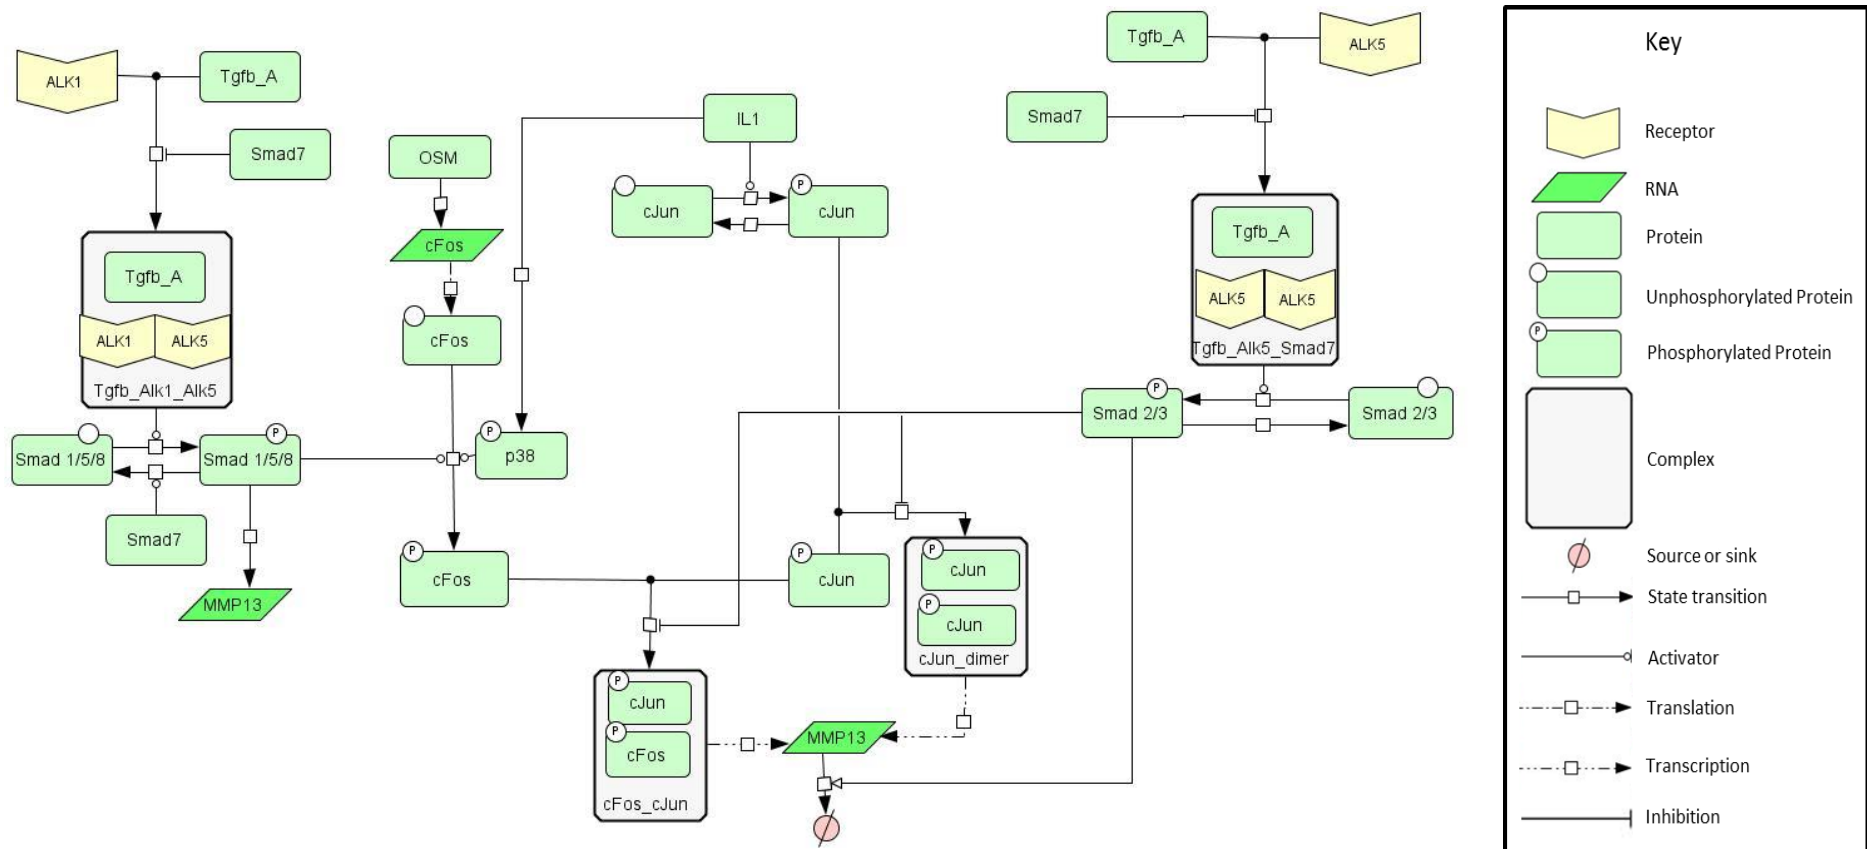 ALK1
Tgfb_A
Smad7
Tgfb_A
ALK1 ALK5
Tgfb_Alk1_Alk5
Smad 1/5/8
P
Smad 1/5/8
Smad7
MMP13
OSM
cFos
cFos
P
p38
P
cFos
IL1
cJun
P
cJun
P
cJun
P
cJun
P
cJun
cJun_dimer
P
cJun
P
cFos
cFos_cJun
MMP13
Tgfb_A
ALK5
Smad7
Tgfb_A
ALK5 ALK5
Tgfb_Alk5_Smad7
P
Smad 2/3
Smad 2/3
Key
Receptor
RNA
Protein
Unphosphorylated Protein
P
Phosphorylated Protein
Complex
Source or sink
State transition
Activator
Translation
Transcription
Inhibition